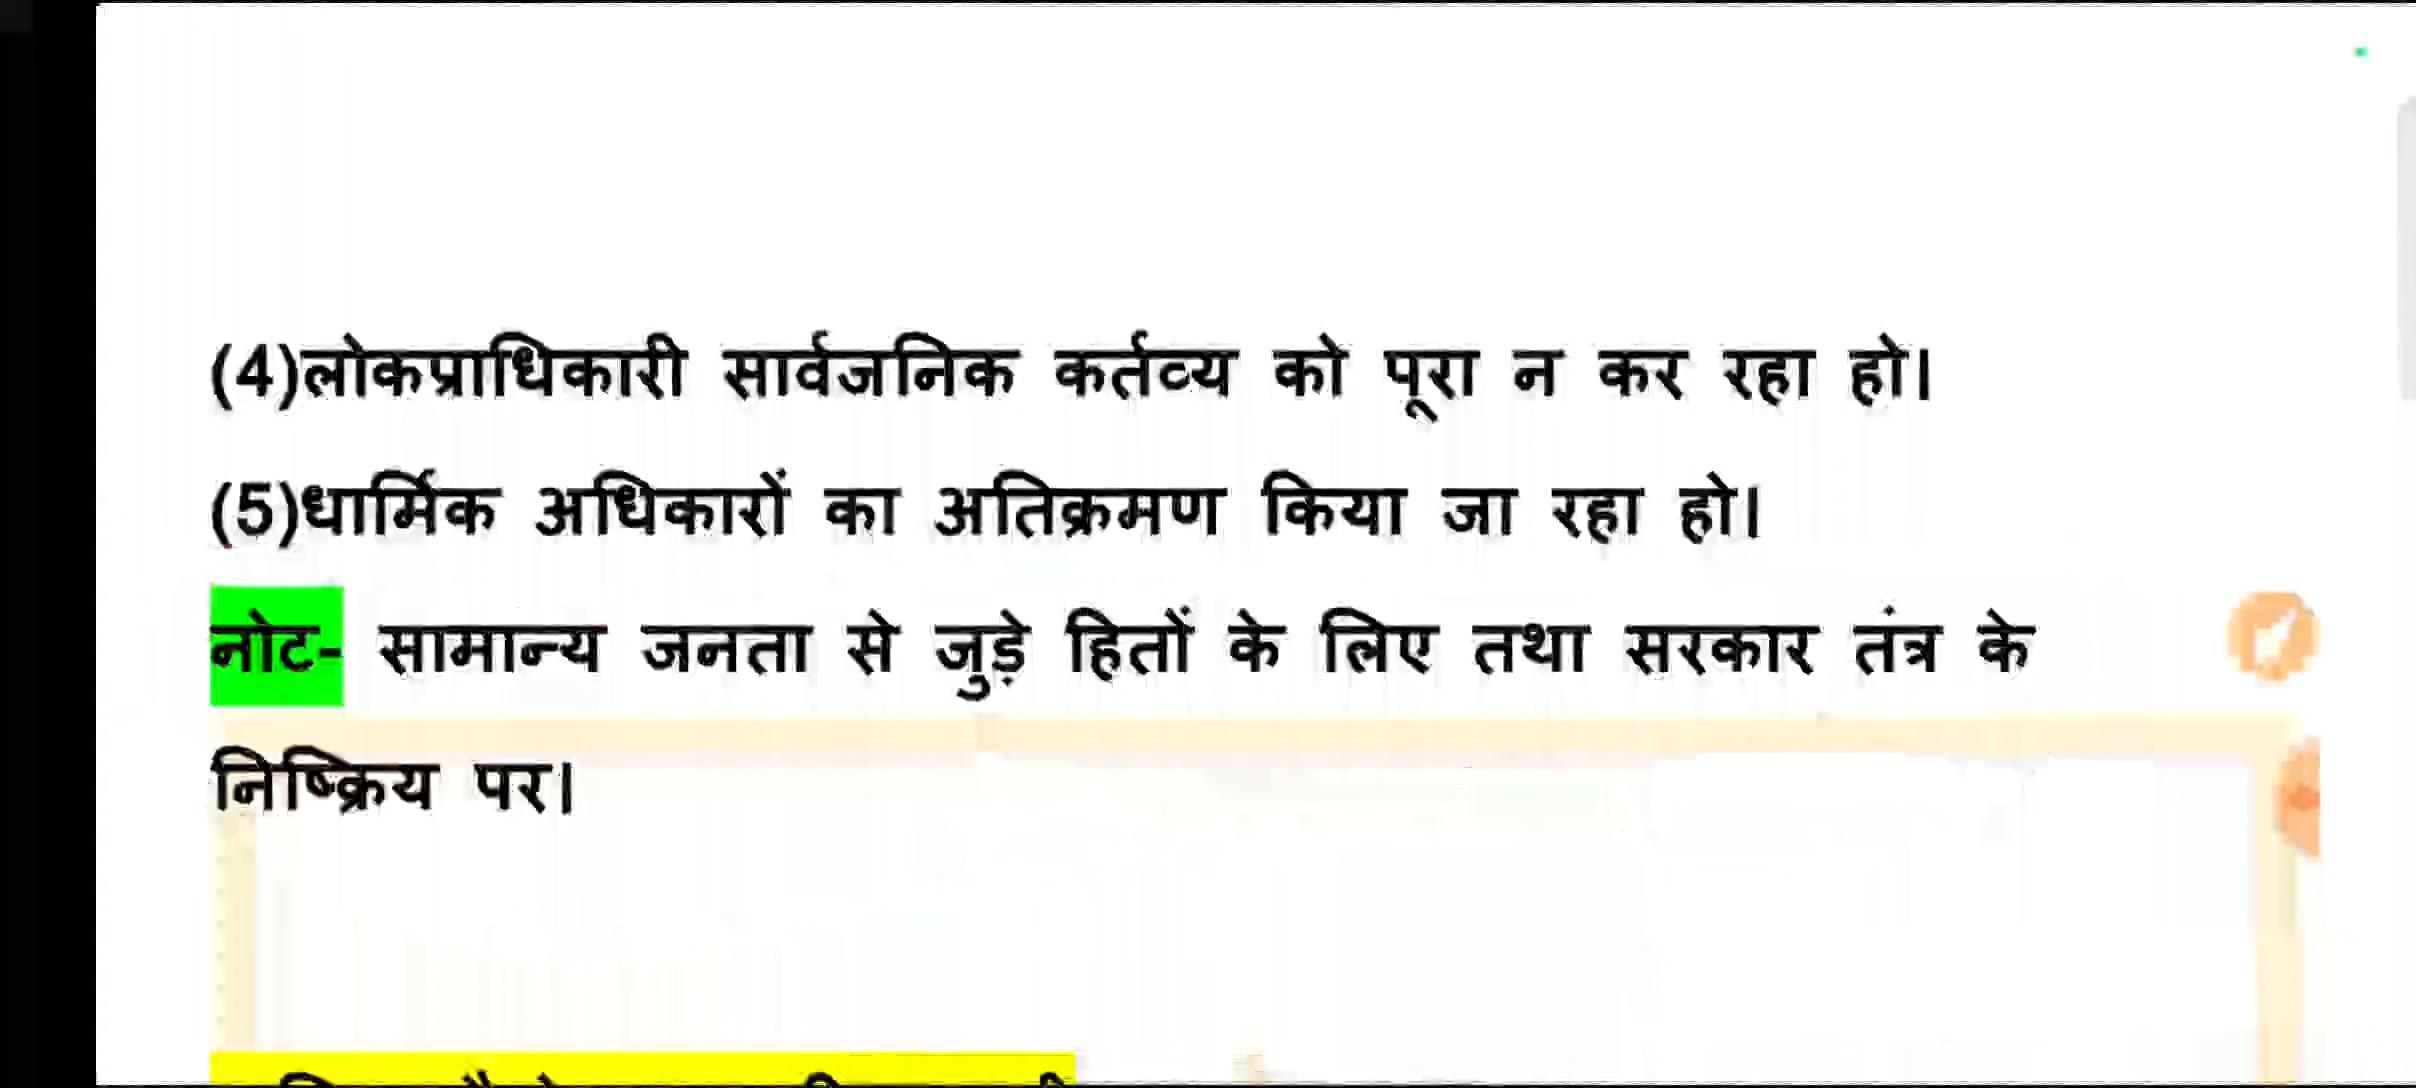 (4)लोकप्राधिकारी सार्वजनिक कर्तव्य को पूरा न कर रहा हो।
(5)धार्मिक अधिकारों का अतिक्रमण किया जा रहा हो।
नोट- सामान्य जनता से जुड़े हितों के लिए तथा सरकार तंत्र के
निष्क्रिय पर।